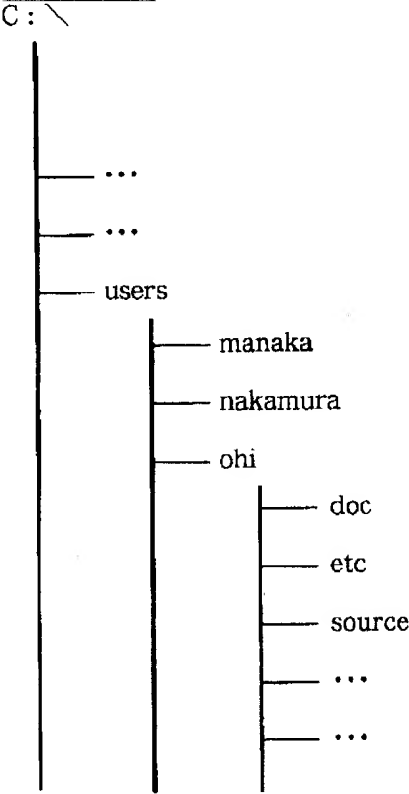 C:\
...
...
users
manaka
nakamura
ohi
doc
etc
source
...
...